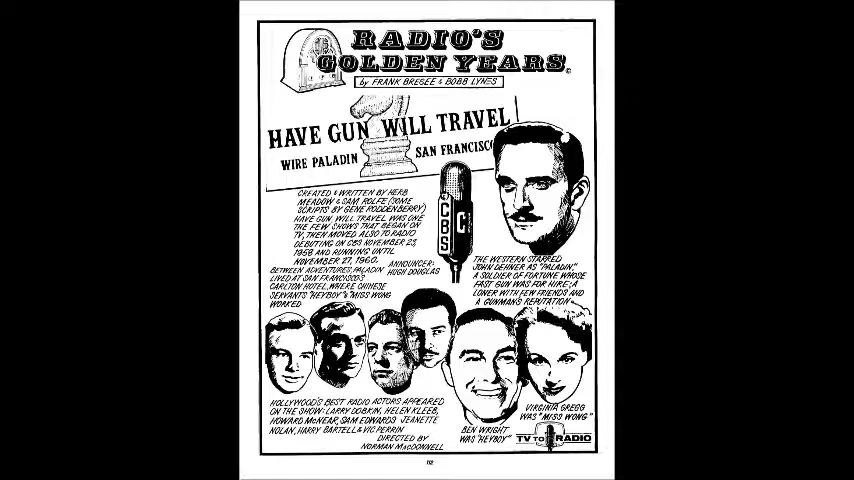 RADIO'S
GOLDEN YEARS
by FRANK BRESEE & BOBB LYNES
HAVE GUN WILL TRAVEL
WIRE PALADIN SAN FRANCISCO
CREATED & WRITTEN BY HERB
MEADOW & SAM ROLFE (SOME
SCRIPTS BY GENE RODDENBERRY)
HAVE GUN, WILL TRAVEL WAS ONE
THE FEW SHOWS THAT BEGAN ON
TV, THEN MOVED ALSO TO RADIO
DEBUTING ON CBS NOVEMBER 23,
1958 AND RUNNING UNTIL
NOVEMBER 27, 1960.
BETWEEN ADVENTURES, PALADIN
LIVED AT SAN FRANCISCO'S
CARLTON HOTEL, WHERE CHINESE
SERVANTS "HEYBOY" & "MISS WONG
WORKED
ANNOUNCER:
HUGH DOUGLAS
CBS
C
THE WESTERN STARRED
JOHN DEHNER AS "PALADIN,"
A SOLDIER OF FORTUNE WHOSE
FAST GUN WAS FOR HIRE; A
LONER WITH FEW FRIENDS AND
A GUNMAN'S REPUTATION
HOLLYWOOD'S BEST RADIO ACTORS APPEARED
ON THE SHOW: LARRY DOBKIN, HELEN KLEEB,
HOWARD McNEAR, SAM EDWARDS JEANETTE
NOLAN, HARRY BARTELL & VIC PERRIN
DIRECTED BY
NORMAN MACDONNELL
BEN WRIGHT
WAS "HEYBOY"
VIRGINIA GREGG
WAS "MISS WONG"
TV TO RADIO
112